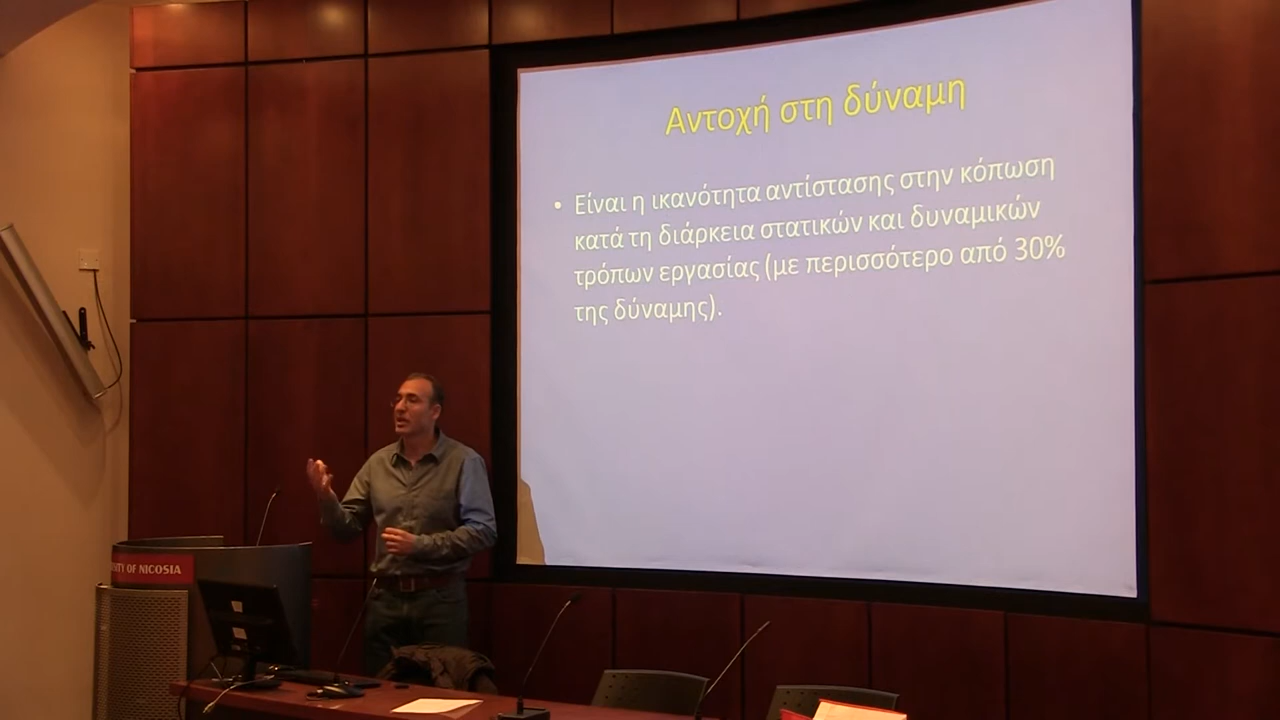 Αντοχή στη δύναμη
• Είναι η ικανότητα αντίστασης στην κόπωση
κατά τη διάρκεια στατικών και δυναμικών
τρόπων εργασίας (με περισσότερο από 30%
της δύναμης).
OF NICOSIA